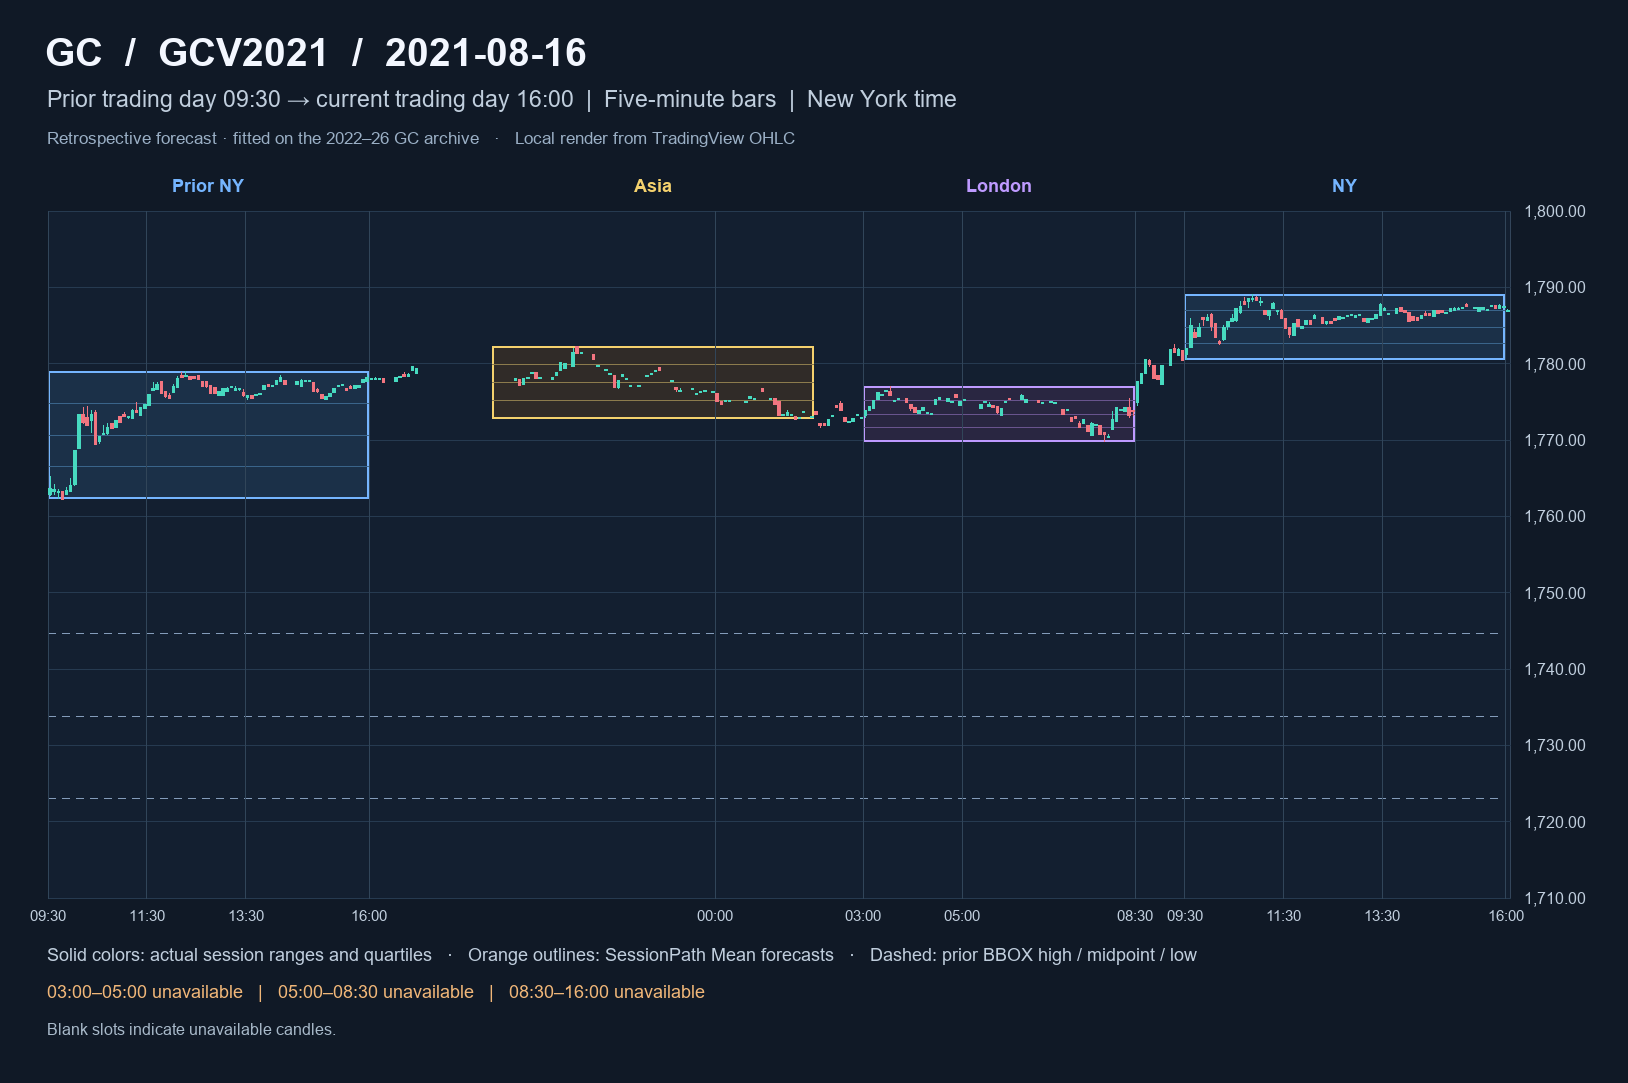 GC / GCV2021 / 2021-08-16
Prior trading day 09:30 → current trading day 16:00 | Five-minute bars | New York time
Retrospective forecast · fitted on the 2022–26 GC archive · Local render from TradingView OHLC
Prior NY Asia London NY
1,800.00
1,790.00
1,780.00
1,770.00
1,760.00
1,750.00
1,740.00
1,730.00
1,720.00
1,710.00
09:30 11:30 13:30 16:00 00:00 03:00 05:00 08:30 09:30 11:30 13:30 16:00
Solid colors: actual session ranges and quartiles · Orange outlines: SessionPath Mean forecasts · Dashed: prior BBOX high / midpoint / low
03:00–05:00 unavailable | 05:00–08:30 unavailable | 08:30–16:00 unavailable
Blank slots indicate unavailable candles.